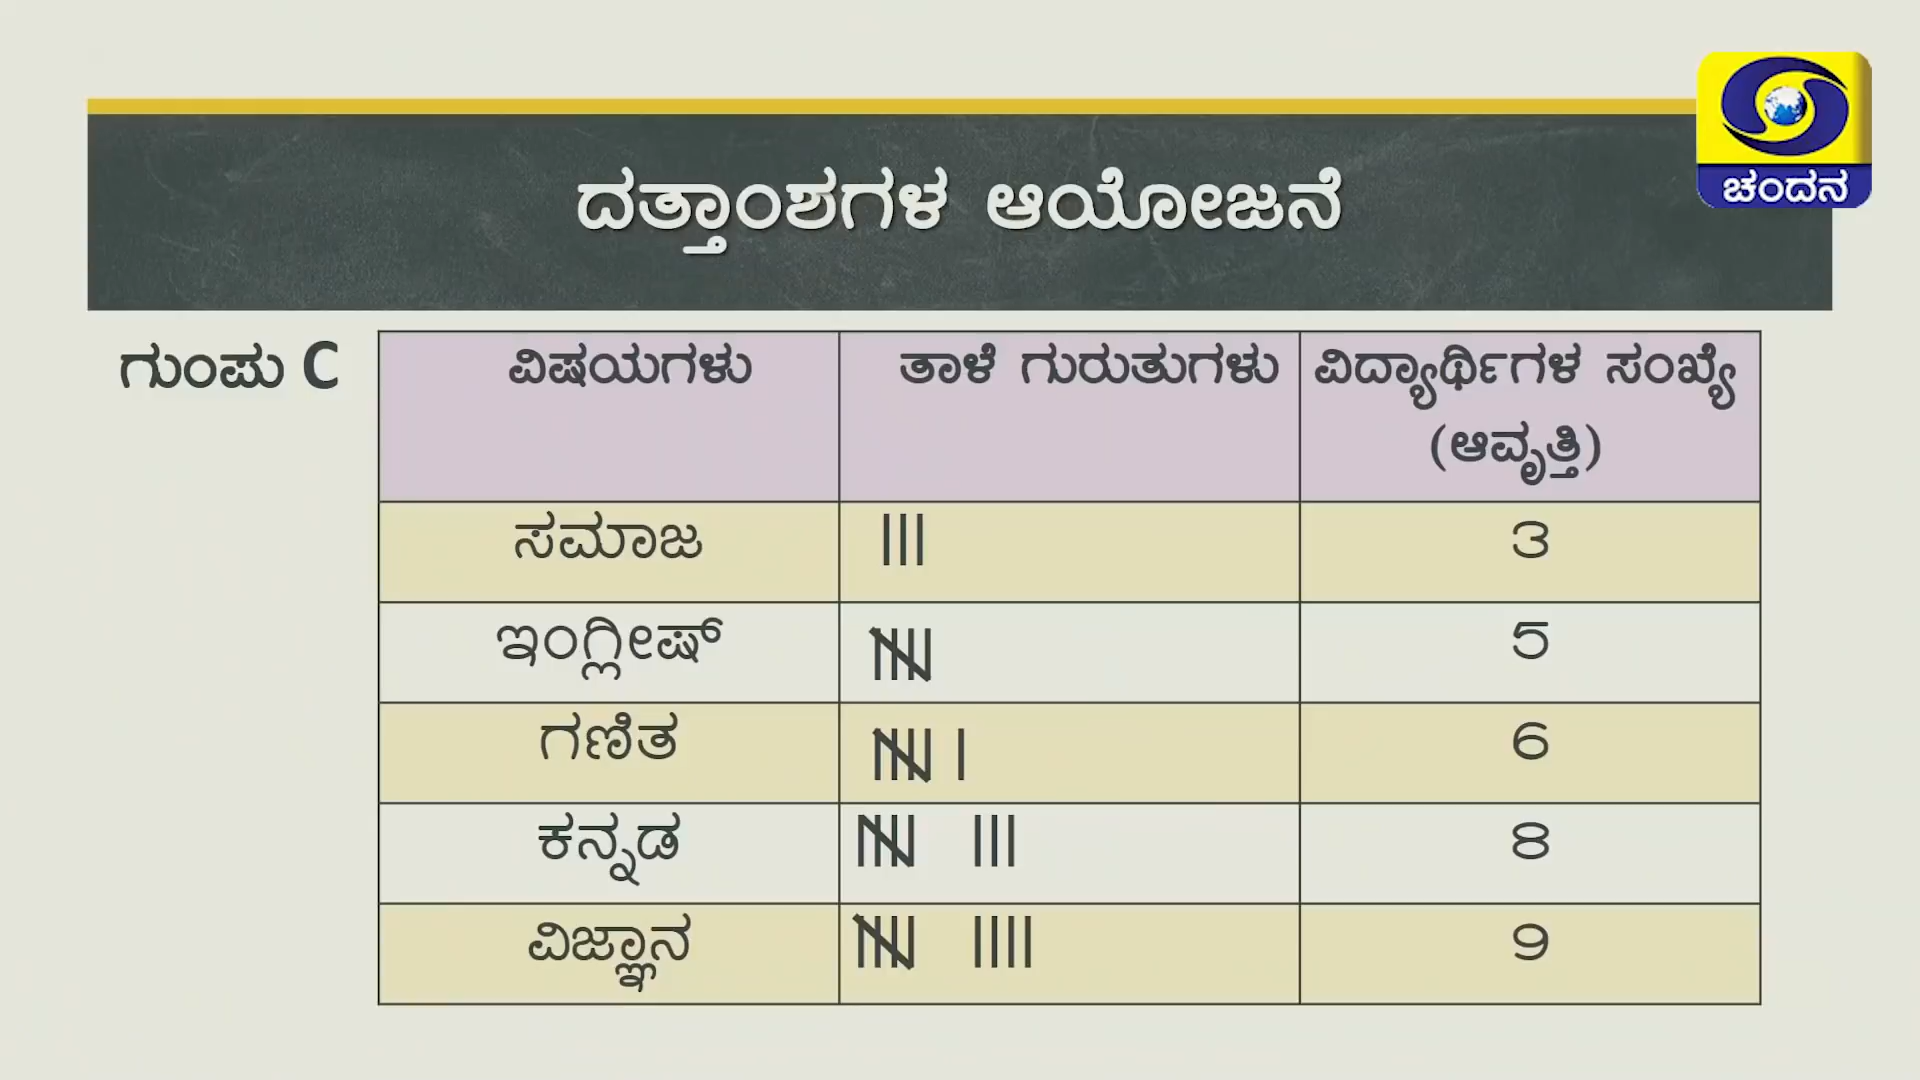 ಚಂದನ
ದತ್ತಾಂಶಗಳ ಆಯೋಜನೆ
ಗುಂಪು C
ವಿಷಯಗಳು ತಾಳೆ ಗುರುತುಗಳು ವಿದ್ಯಾರ್ಥಿಗಳ ಸಂಖ್ಯೆ
(ಆವೃತ್ತಿ)
ಸಮಾಜ ||| 3
ಇಂಗ್ಲೀಷ್ 5
ಗಣಿತ | 6
ಕನ್ನಡ ||| 8
ವಿಜ್ಞಾನ |||| 9